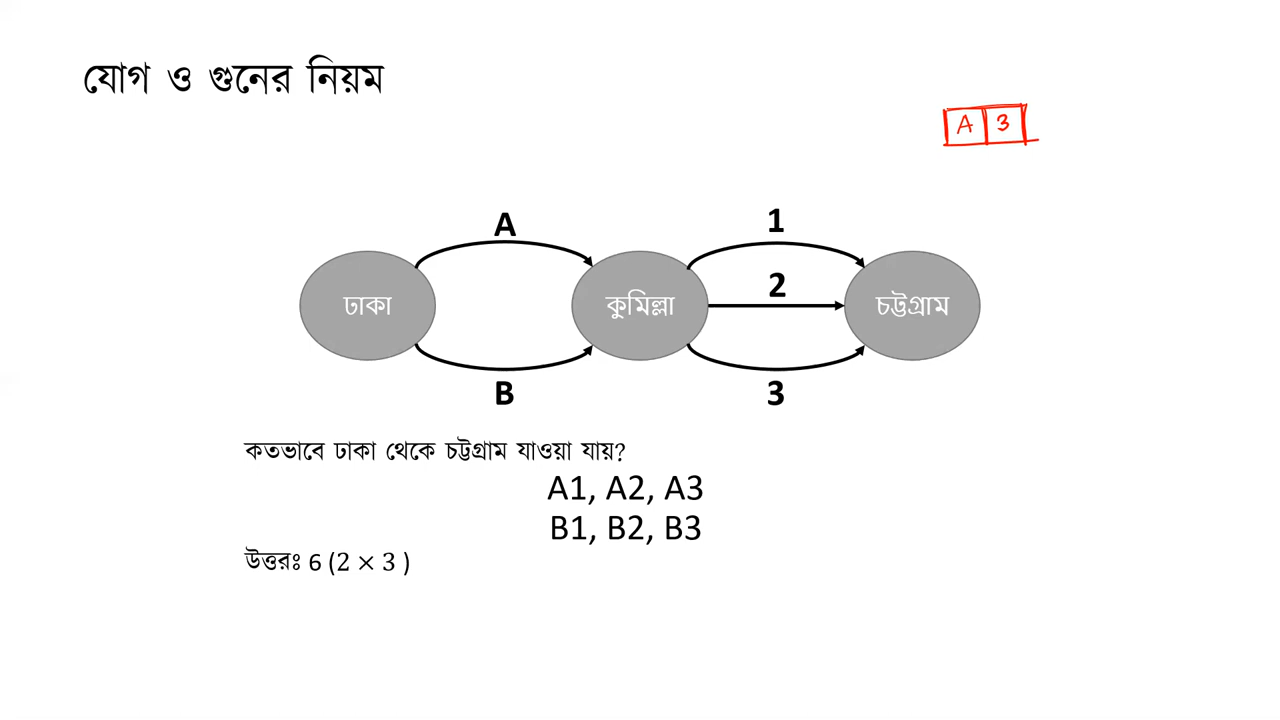 যোগ ও গুনের নিয়ম
A 3
A 1
2
ঢাকা কুমিল্লা চট্টগ্রাম
B 3
কতভাবে ঢাকা থেকে চট্টগ্রাম যাওয়া যায়?
A1, A2, A3
B1, B2, B3
উত্তরঃ 6 (2 × 3 )